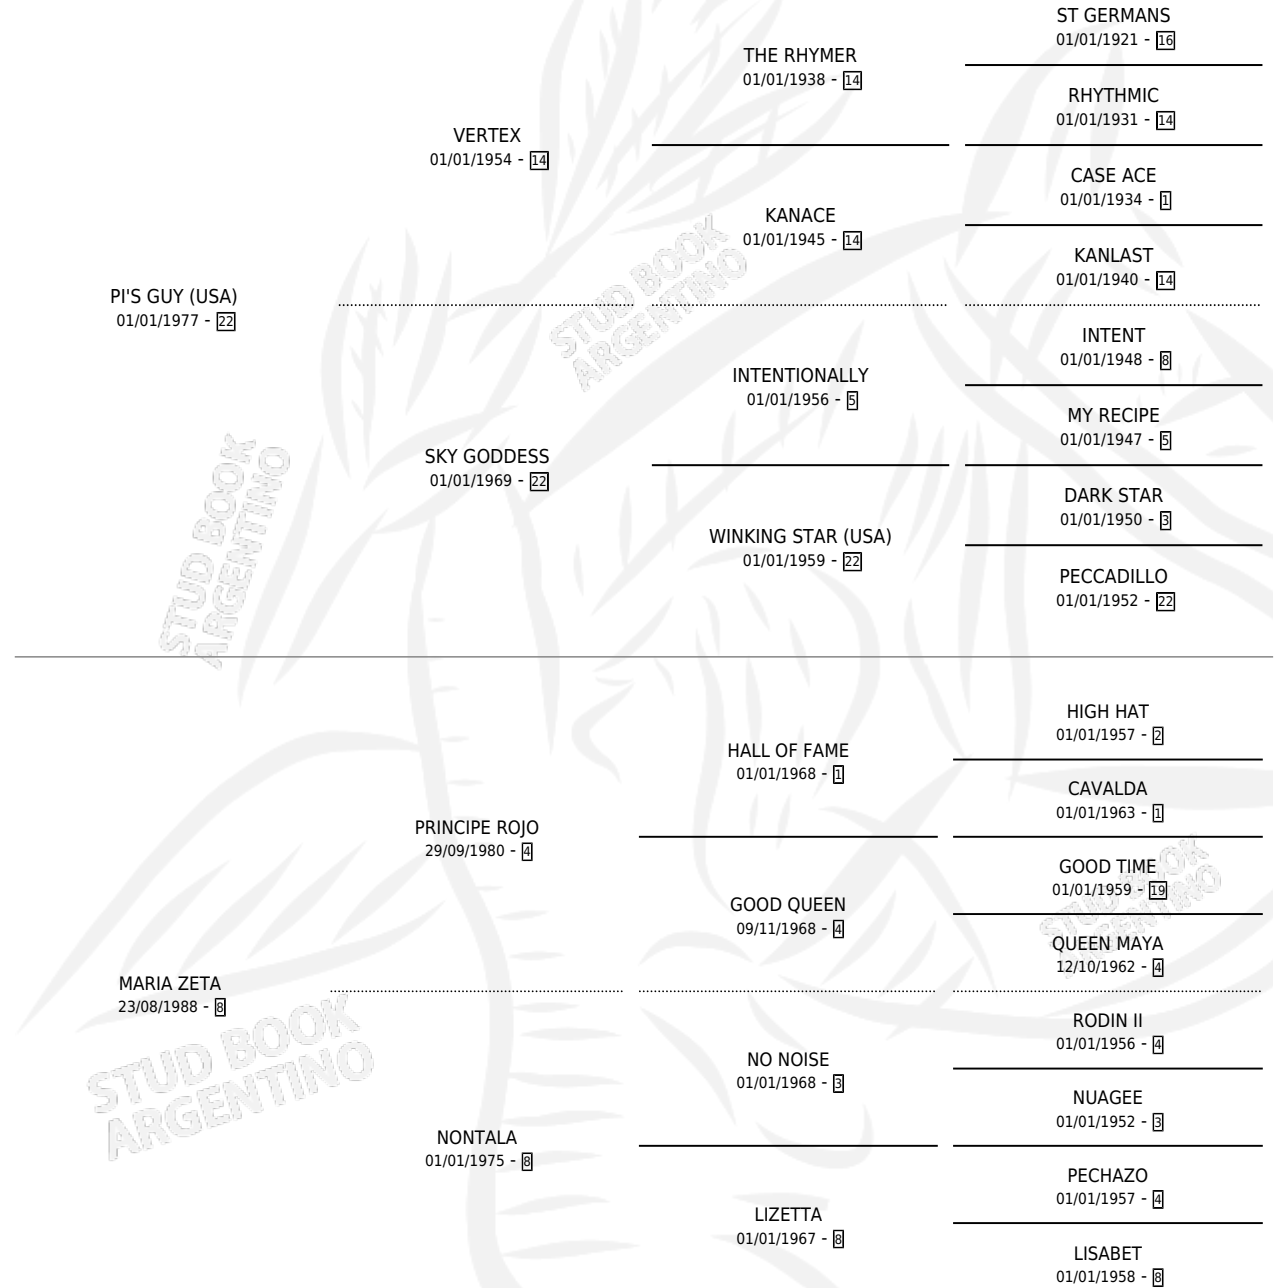 ST GERMANS
01/01/1921 - 16
THE RHYMER
01/01/1938 - 14
RHYTHMIC
01/01/1931 - 14
VERTEX
01/01/1954 - 14
CASE ACE
01/01/1934 - 1
KANACE
01/01/1945 - 14
KANLAST
01/01/1940 - 14
PI'S GUY (USA)
01/01/1977 - 22
INTENT
01/01/1948 - 8
INTENTIONALLY
01/01/1956 - 5
MY RECIPE
01/01/1947 - 5
SKY GODDESS
01/01/1969 - 22
DARK STAR
01/01/1950 - 3
WINKING STAR (USA)
01/01/1959 - 22
PECCADILLO
01/01/1952 - 22
HIGH HAT
01/01/1957 - 2
HALL OF FAME
01/01/1968 - 1
CAVALDA
01/01/1963 - 1
PRINCIPE ROJO
29/09/1980 - 4
GOOD TIME
01/01/1959 - 19
GOOD QUEEN
09/11/1968 - 4
QUEEN MAYA
12/10/1962 - 4
MARIA ZETA
23/08/1988 - 8
RODIN II
01/01/1956 - 4
NO NOISE
01/01/1968 - 3
NUAGEE
01/01/1952 - 3
NONTALA
01/01/1975 - 8
PECHAZO
01/01/1957 - 4
LIZETTA
01/01/1967 - 8
LISABET
01/01/1958 - 8
STUD BOOK
ARGENTINO
STUD BOOK
ARGENTINO
STUD BOOK
ARGENTINO
STUD BOOK
ARGENTINO